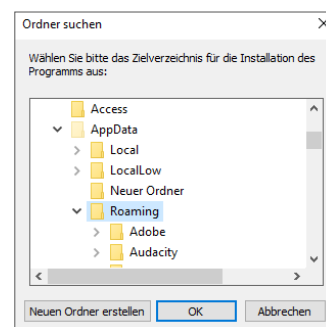 Ordner suchen
Wählen Sie bitte das Zielverzeichnis für die Installation des
Programms aus:
Access
AppData
Local
LocalLow
Neuer Ordner
Roaming
Adobe
Audacity
Neuen Ordner erstellen OK Abbrechen